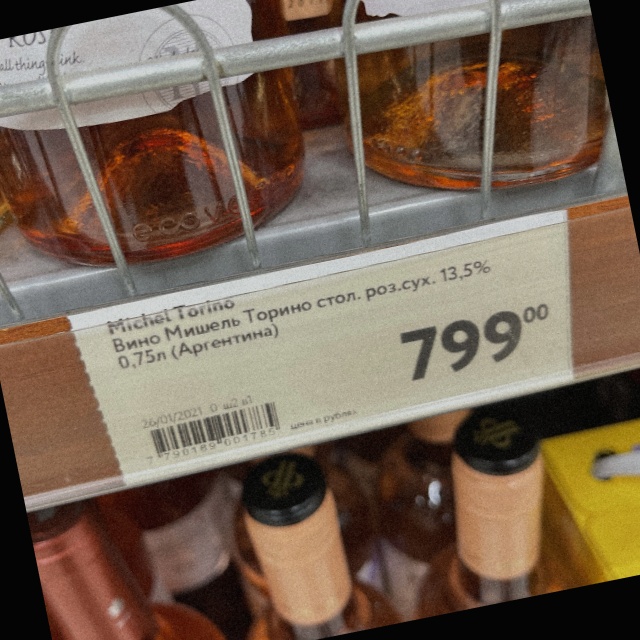 Michel Torino
Вино Мишель Торино стол. роз.сух. 13,5%
0,75л (Аргентина)
799 00
26/01/2021
цена в рублях